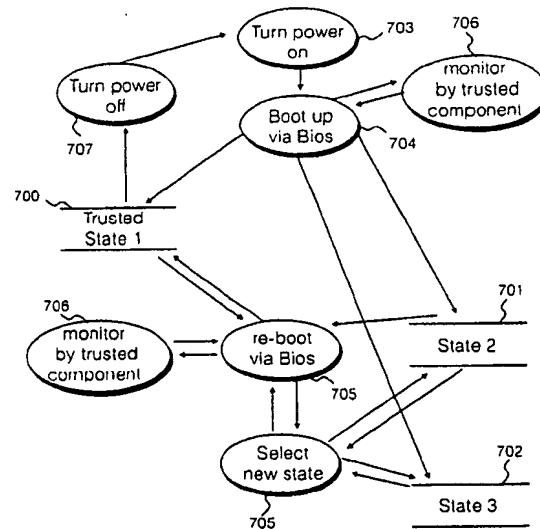 Turn power
on
703
706
Turn power
off
707
monitor
by trusted
component
Boot up
via Bios
704
700
Trusted
State 1
706
monitor
by trusted
component
re-boot
via Bios
705
701
State 2
Select
new state
705
702
State 3